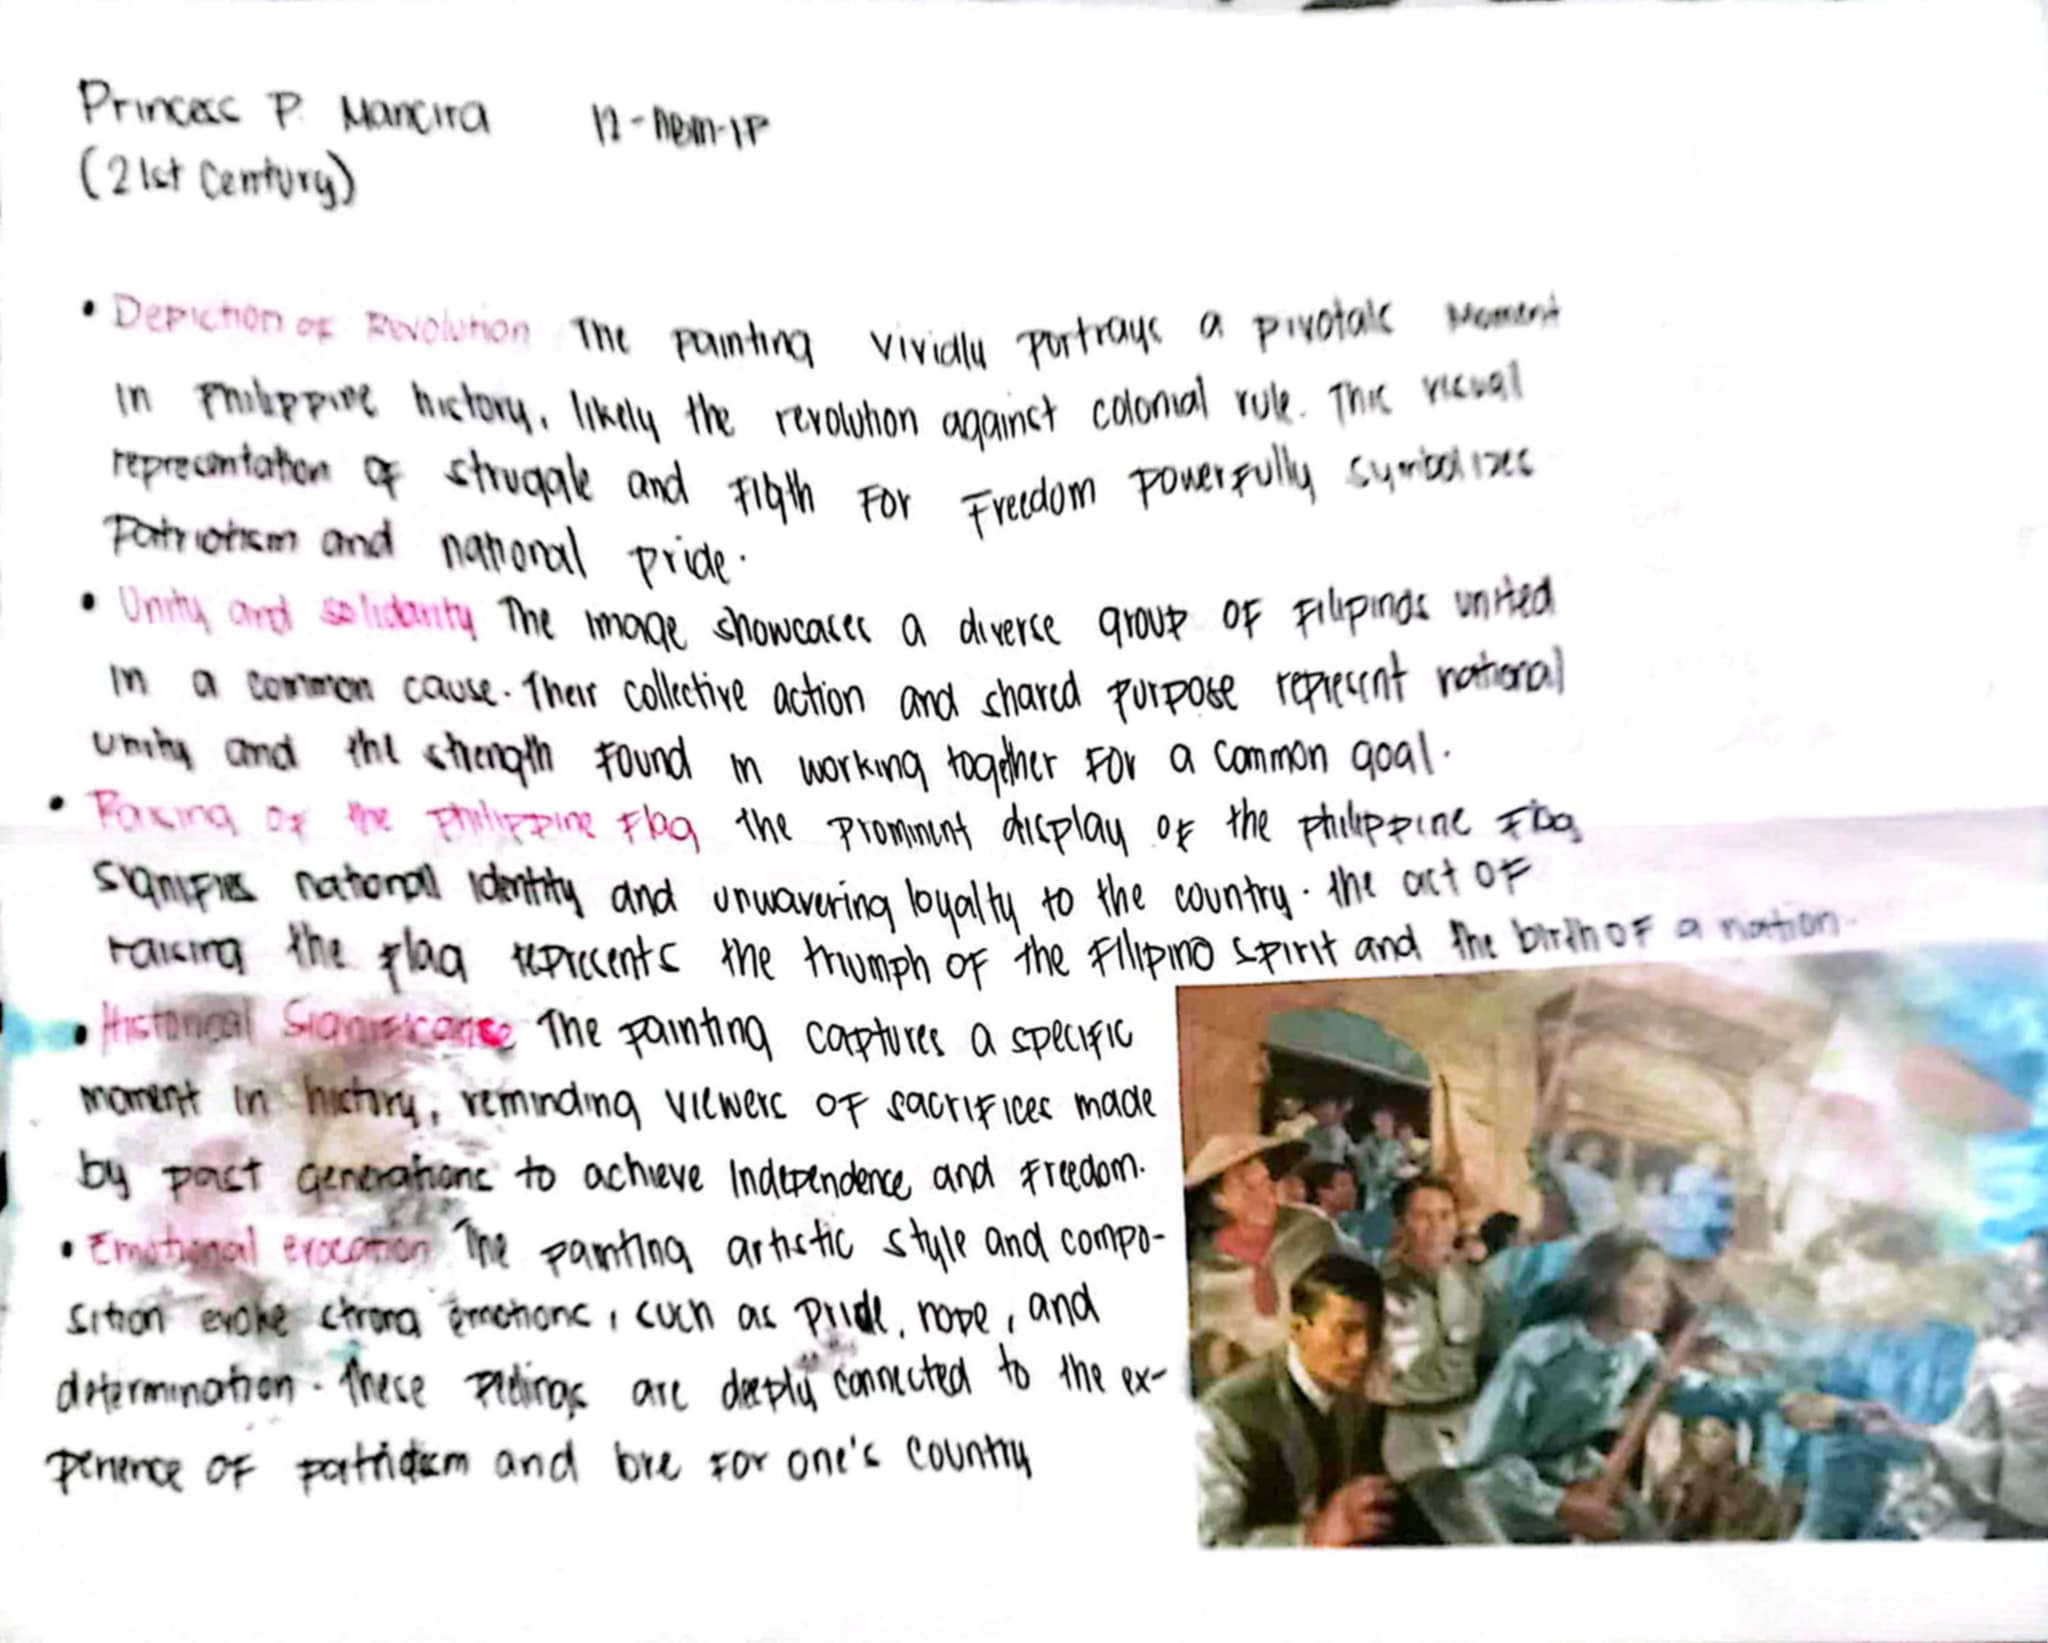 Princess P. Mancira 12-ABM-1P
(21st Century)
• Depiction of Revolution The painting vividly portrays a pivotals moment
in Philippine history, likely the revolution against colonial rule. This visual
representation of struggle and figth for freedom powerfully symbolizes
Patriotism and national pride.
• Unity and solidarity The image showcases a diverse group of Filipinos united
in a common cause. Their collective action and shared purpose represent national
unity and the strength found in working together for a common goal.
• Raising of the Philippine Flag the prominent display of the philippine Flag
signifies national identity and unwavering loyalty to the country. the act of
raising the flag represents the triumph of the Filipino spirit and the birth of a nation.
• Historical Significance The painting captures a specific
moment in history, reminding viewers of sacrifices made
by past generations to achieve Independence and freedom.
• Emotional evocation The painting artistic style and compo-
sition evoke strong emotions, such as pride, hope, and
determination. These feelings are deeply connected to the ex-
perience of patriotism and love for one's country